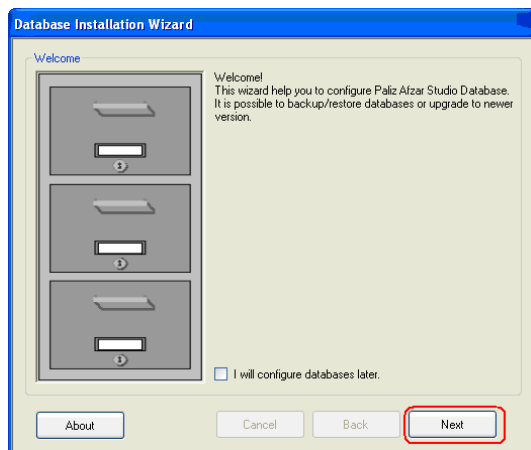 Database Installation Wizard
Welcome
Welcome!
This wizard help you to configure Paliz Afzar Studio Database.
It is possible to backup/restore databases or upgrade to newer
version.
I will configure databases later.
About
Cancel
Back
Next